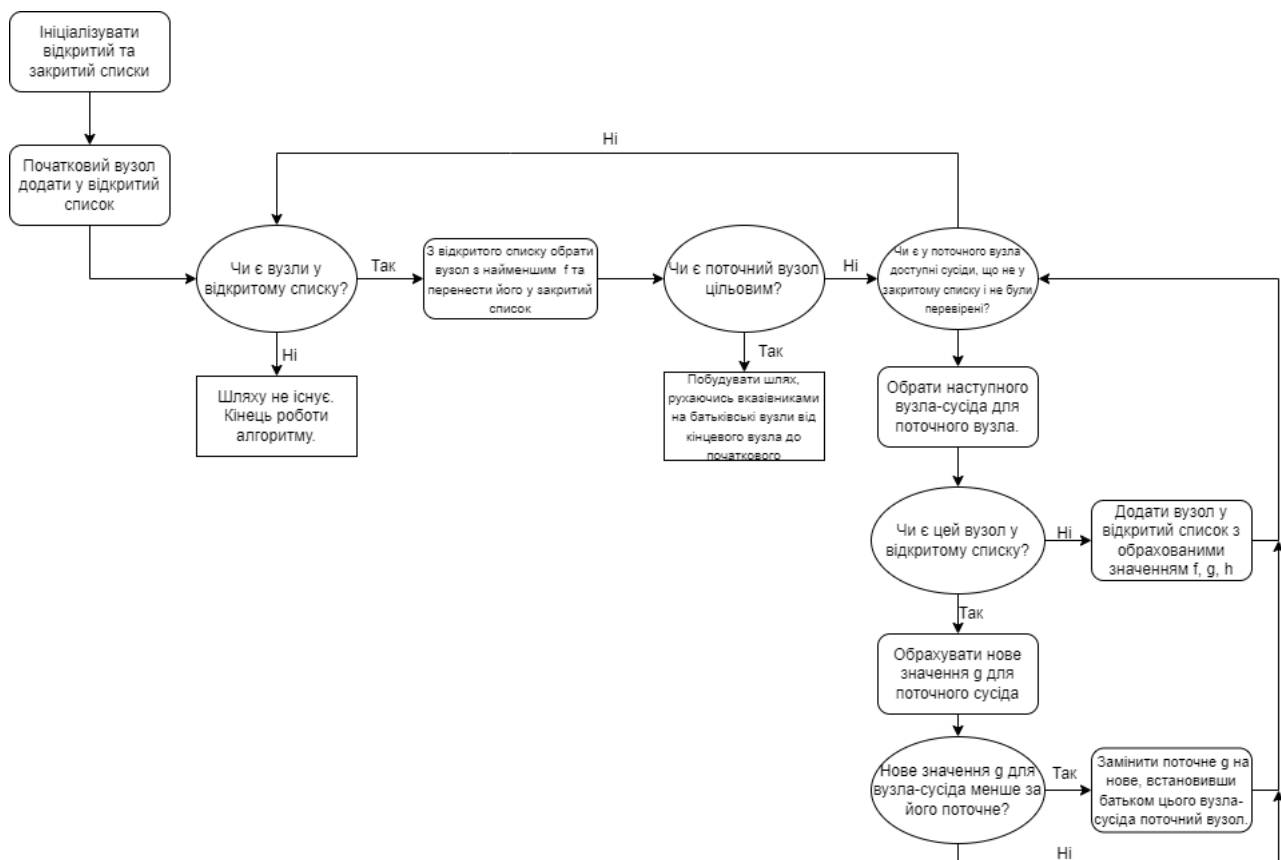 Ініціалізувати
відкритий та
закритий списки
Початковий вузол
додати у відкритий
список
Чи є вузли у
відкритому списку?
Так
Ні
Шляху не існує.
Кінець роботи
алгоритму.
З відкритого списку обрати
вузол з найменшим f та
перенести його у закритий
список
Чи є поточний вузол
цільовим?
Так
Побудувати шлях,
рухаючись вказівниками
на батьківські вузли від
кінцевого вузла до
початкового
Ні
Чи є у поточного вузла
доступні сусіди, що не у
закритому списку і не були
перевірені?
Ні
Обрати наступного
вузла-сусіда для
поточного вузла.
Чи є цей вузол у
відкритому списку?
Ні
Додати вузол у
відкритий список з
обрахованими
значенням f, g, h
Так
Обрахувати нове
значення g для
поточного сусіда
Нове значення g для
вузла-сусіда менше за
його поточне?
Так
Замінити поточне g на
нове, встановивши
батьком цього вузла-
сусіда поточний вузол.
Ні